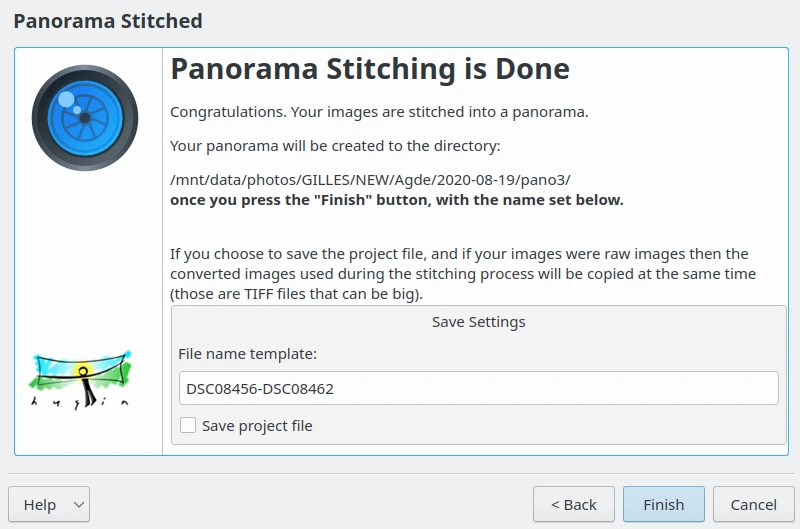 Panorama Stitched
Panorama Stitching is Done
Congratulations. Your images are stitched into a panorama.
Your panorama will be created to the directory:
/mnt/data/photos/GILLES/NEW/Agde/2020-08-19/pano3/
once you press the "Finish" button, with the name set below.
If you choose to save the project file, and if your images were raw images then the
converted images used during the stitching process will be copied at the same time
(those are TIFF files that can be big).
Save Settings
File name template:
DSC08456-DSC08462
Save project file
hugin
Help
< Back
Finish
Cancel